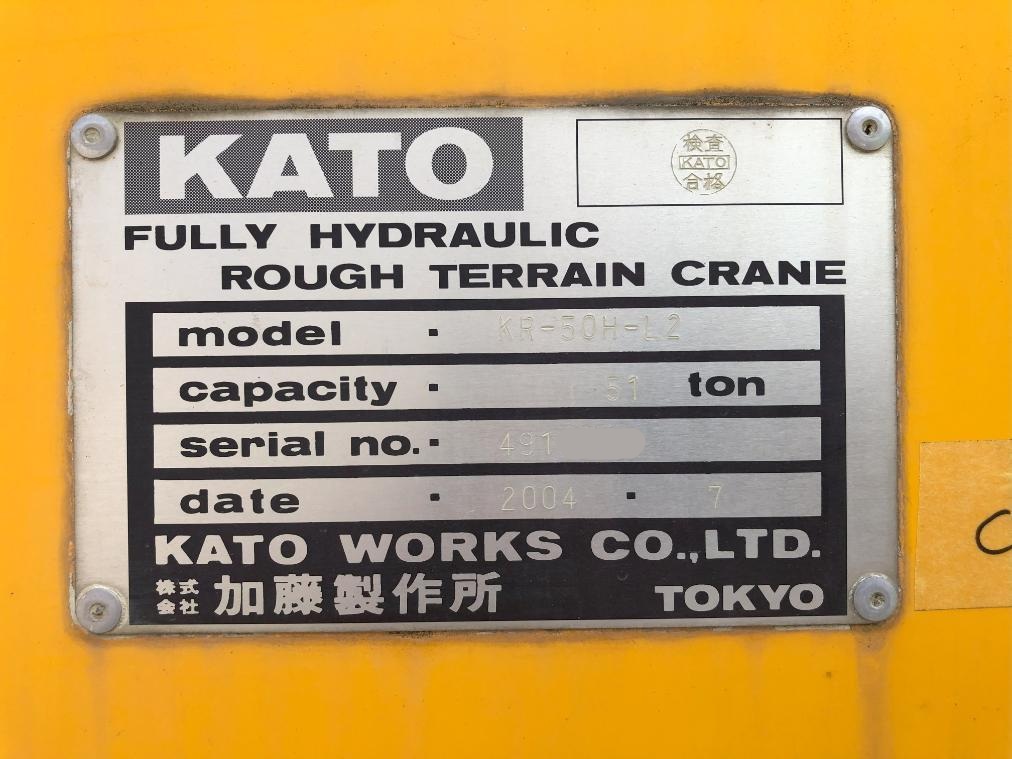 KATO
検査
KATO
合格
FULLY HYDRAULIC
ROUGH TERRAIN CRANE
model · KR-50H-L2
capacity · 51 ton
serial no. · 491
date · 2004 · 7
KATO WORKS CO.,LTD.
株式会社 加藤製作所 TOKYO